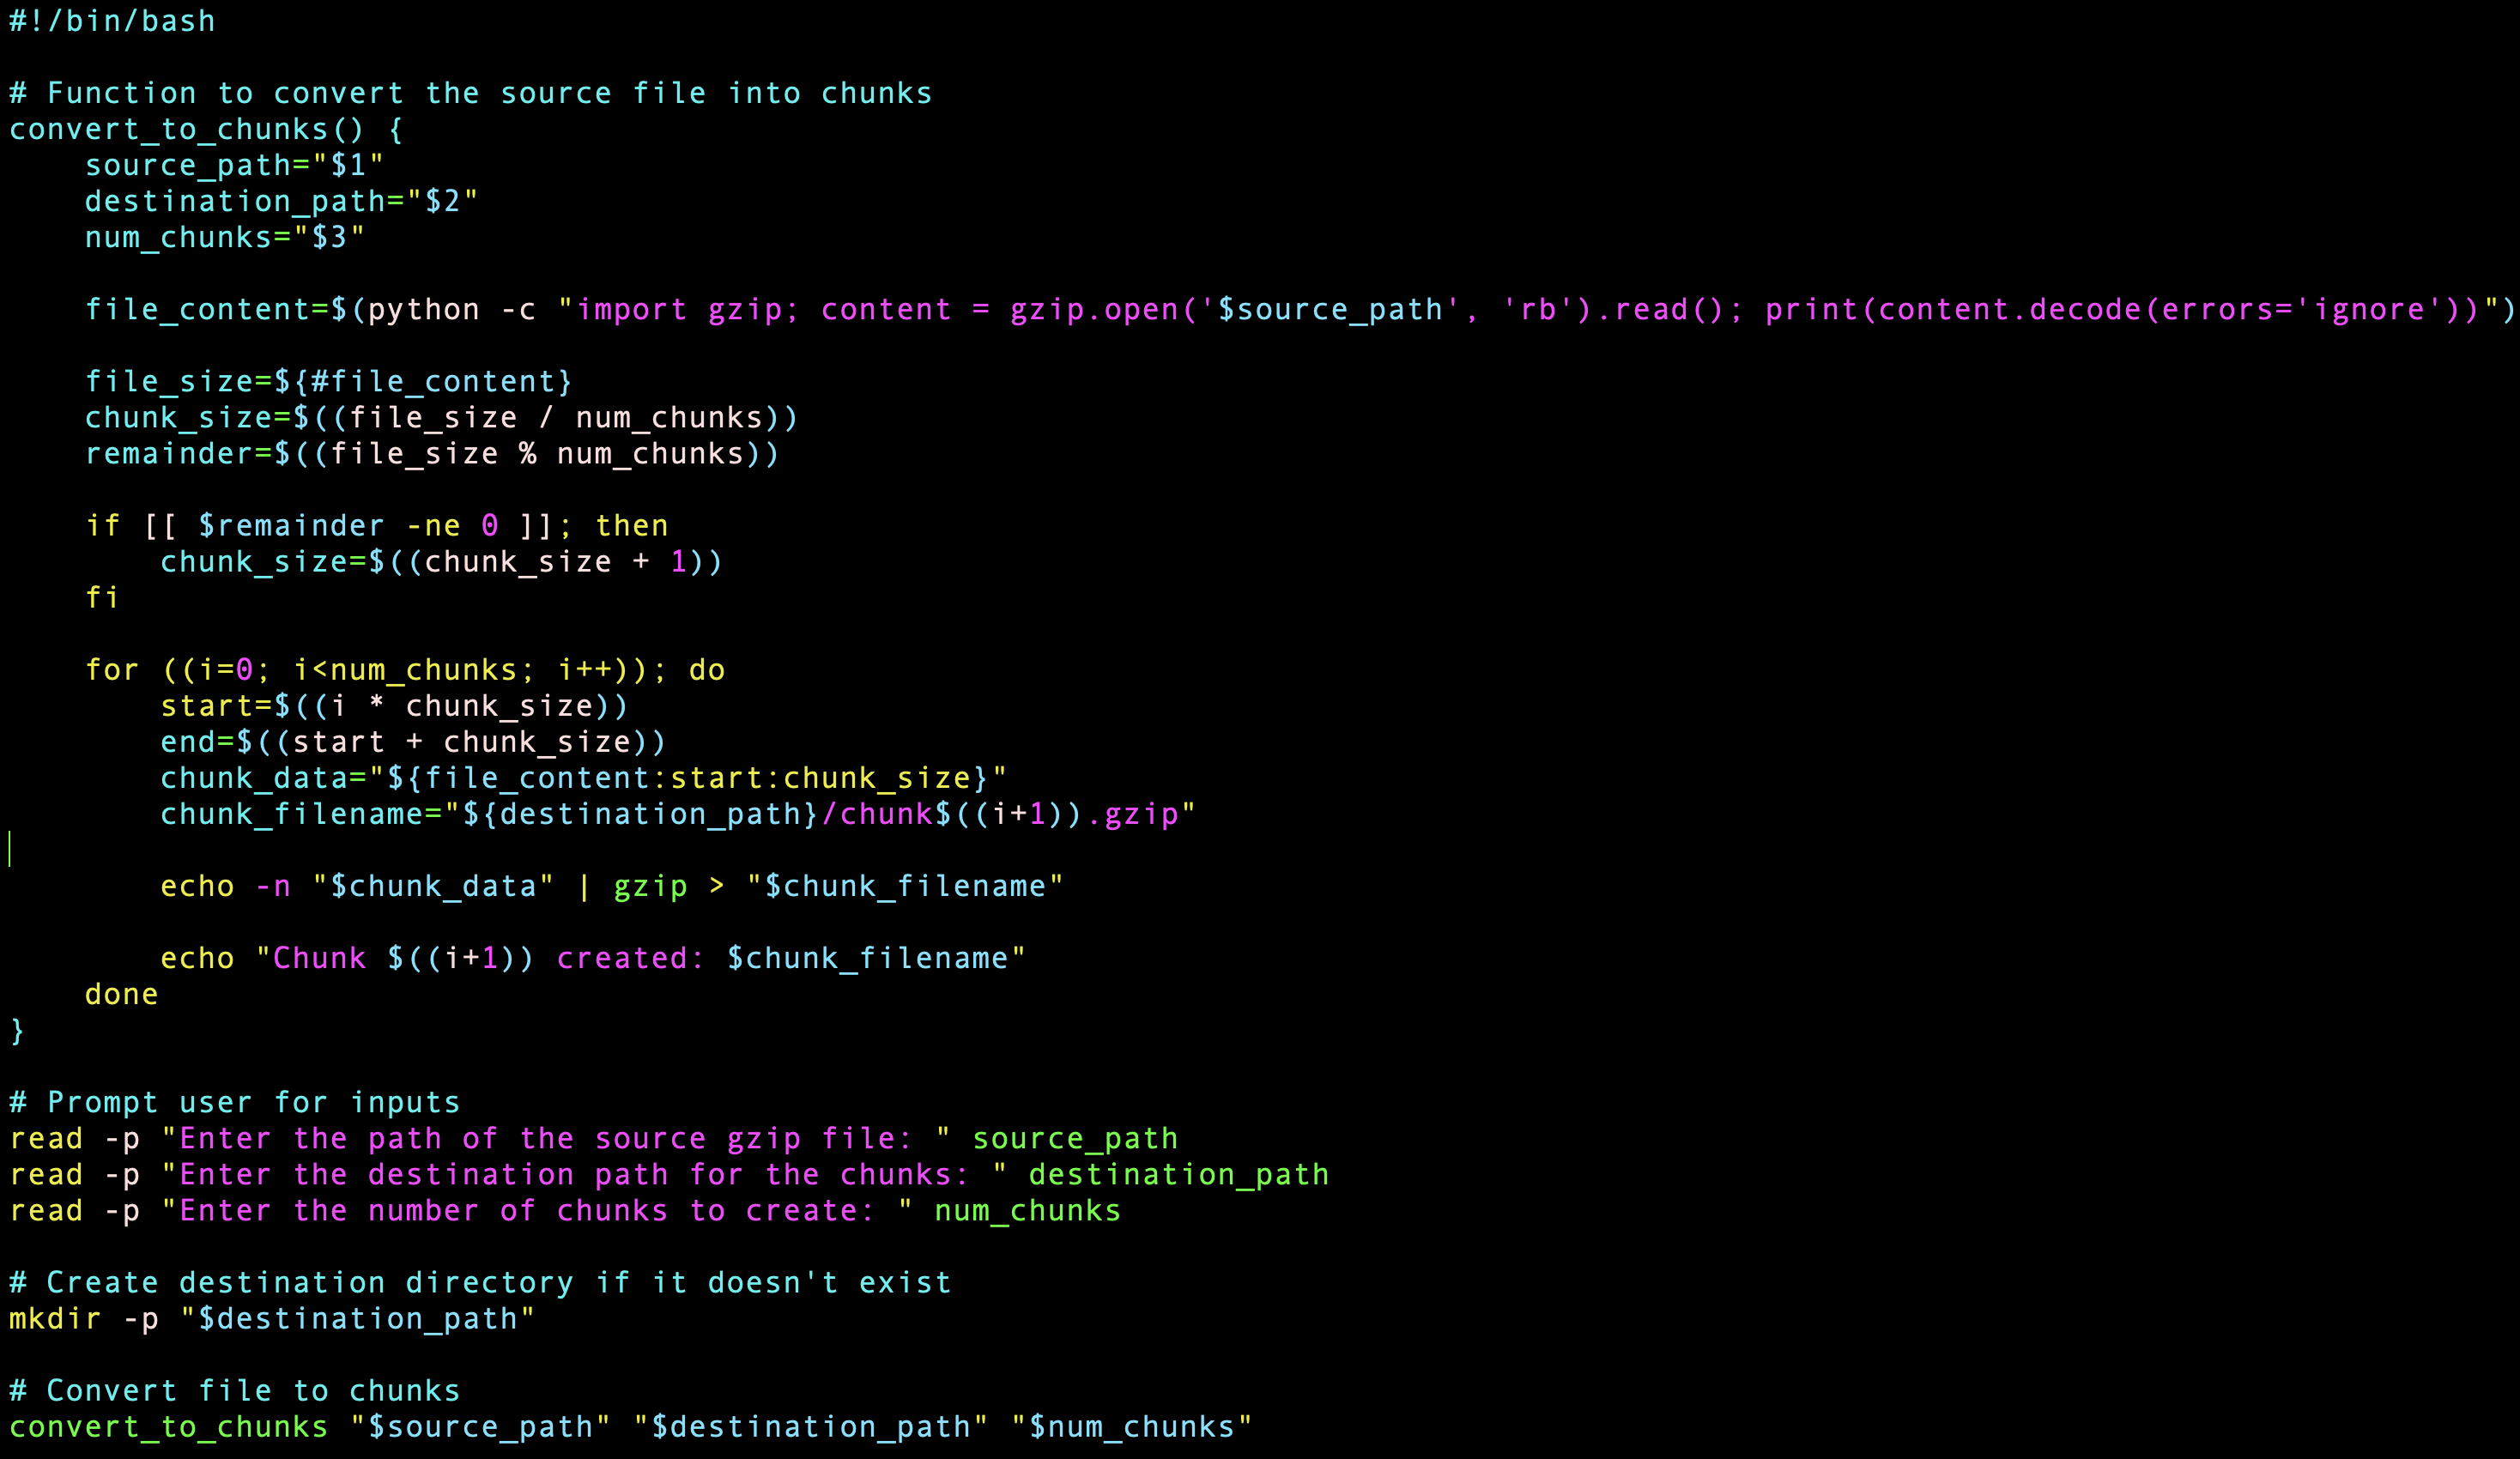 #!/bin/bash

# Function to convert the source file into chunks
convert_to_chunks() {
    source_path="$1"
    destination_path="$2"
    num_chunks="$3"

    file_content=$(python -c "import gzip; content = gzip.open('$source_path', 'rb').read(); print(content.decode(errors='ignore'))")

    file_size=${#file_content}
    chunk_size=$((file_size / num_chunks))
    remainder=$((file_size % num_chunks))

    if [[ $remainder -ne 0 ]]; then
        chunk_size=$((chunk_size + 1))
    fi

    for ((i=0; i<num_chunks; i++)); do
        start=$((i * chunk_size))
        end=$((start + chunk_size))
        chunk_data="${file_content:start:chunk_size}"
        chunk_filename="${destination_path}/chunk$((i+1)).gzip"

        echo -n "$chunk_data" | gzip > "$chunk_filename"

        echo "Chunk $((i+1)) created: $chunk_filename"
    done
}

# Prompt user for inputs
read -p "Enter the path of the source gzip file: " source_path
read -p "Enter the destination path for the chunks: " destination_path
read -p "Enter the number of chunks to create: " num_chunks

# Create destination directory if it doesn't exist
mkdir -p "$destination_path"

# Convert file to chunks
convert_to_chunks "$source_path" "$destination_path" "$num_chunks"